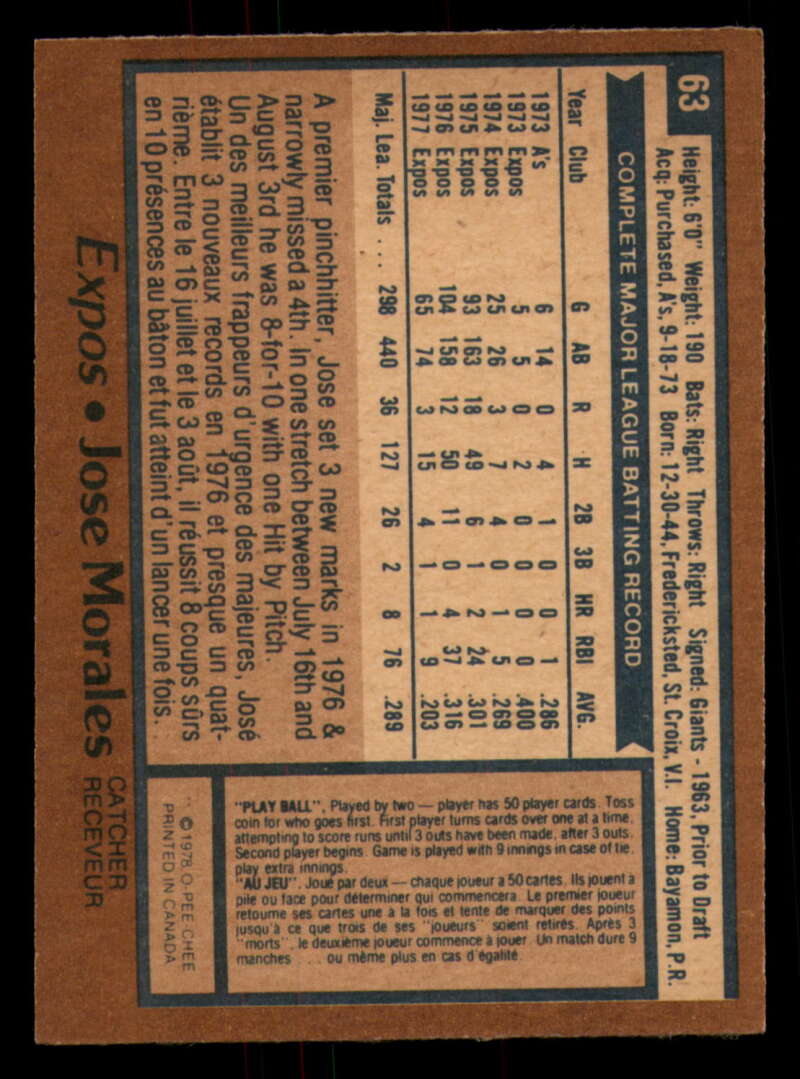 63
Height: 6'0" Weight: 190 Bats: Right Throws: Right Signed: Giants - 1963, Prior to Draft
Acq: Purchased, A's, 9-18-73 Born: 12-30-44, Fredericksted, St. Croix, V.I. Home: Bayamon, P.R.
COMPLETE MAJOR LEAGUE BATTING RECORD
Year Club G AB R H 2B 3B HR RBI AVG.
1973 A's 6 14 0 4 1 0 0 1 .286
1973 Expos 5 5 0 2 0 0 0 0 .400
1974 Expos 25 26 3 7 4 0 1 5 .269
1975 Expos 93 163 18 49 6 1 2 24 .301
1976 Expos 104 158 12 50 11 0 4 37 .316
1977 Expos 65 74 3 15 4 1 1 9 .203
Maj. Lea. Totals .... 298 440 36 127 26 2 8 76 .289
A premier pinchhitter, Jose set 3 new marks in 1976 &
narrowly missed a 4th. In one stretch between July 16th and
August 3rd he was 8-for-10 with one Hit by Pitch.
Un des meilleurs frappeurs d'urgence des majeures, José
établit 3 nouveaux records en 1976 et presque un quat-
rième. Entre le 16 juillet et le 3 août, il réussit 8 coups sûrs
en 10 présences au bâton et fut atteint d'un lancer une fois.
"PLAY BALL". Played by two — player has 50 player cards. Toss
coin for who goes first. First player turns cards over one at a time,
attempting to score runs until 3 outs have been made, after 3 outs.
Second player begins. Game is played with 9 innings in case of tie,
play extra innings.
"AU JEU". Joué par deux — chaque joueur a 50 cartes. Ils jouent à
pile ou face pour déterminer qui commencera. Le premier joueur
retourne ses cartes une à la fois et tente de marquer des points
jusqu'à ce que trois de ses "joueurs" soient retirés. Après 3
"morts", le deuxième joueur commence à jouer. Un match dure 9
manches ... ou même plus en cas d'égalité.
© 1978 O-PEE-CHEE
PRINTED IN CANADA
Expos • Jose Morales CATCHER
RECEVEUR